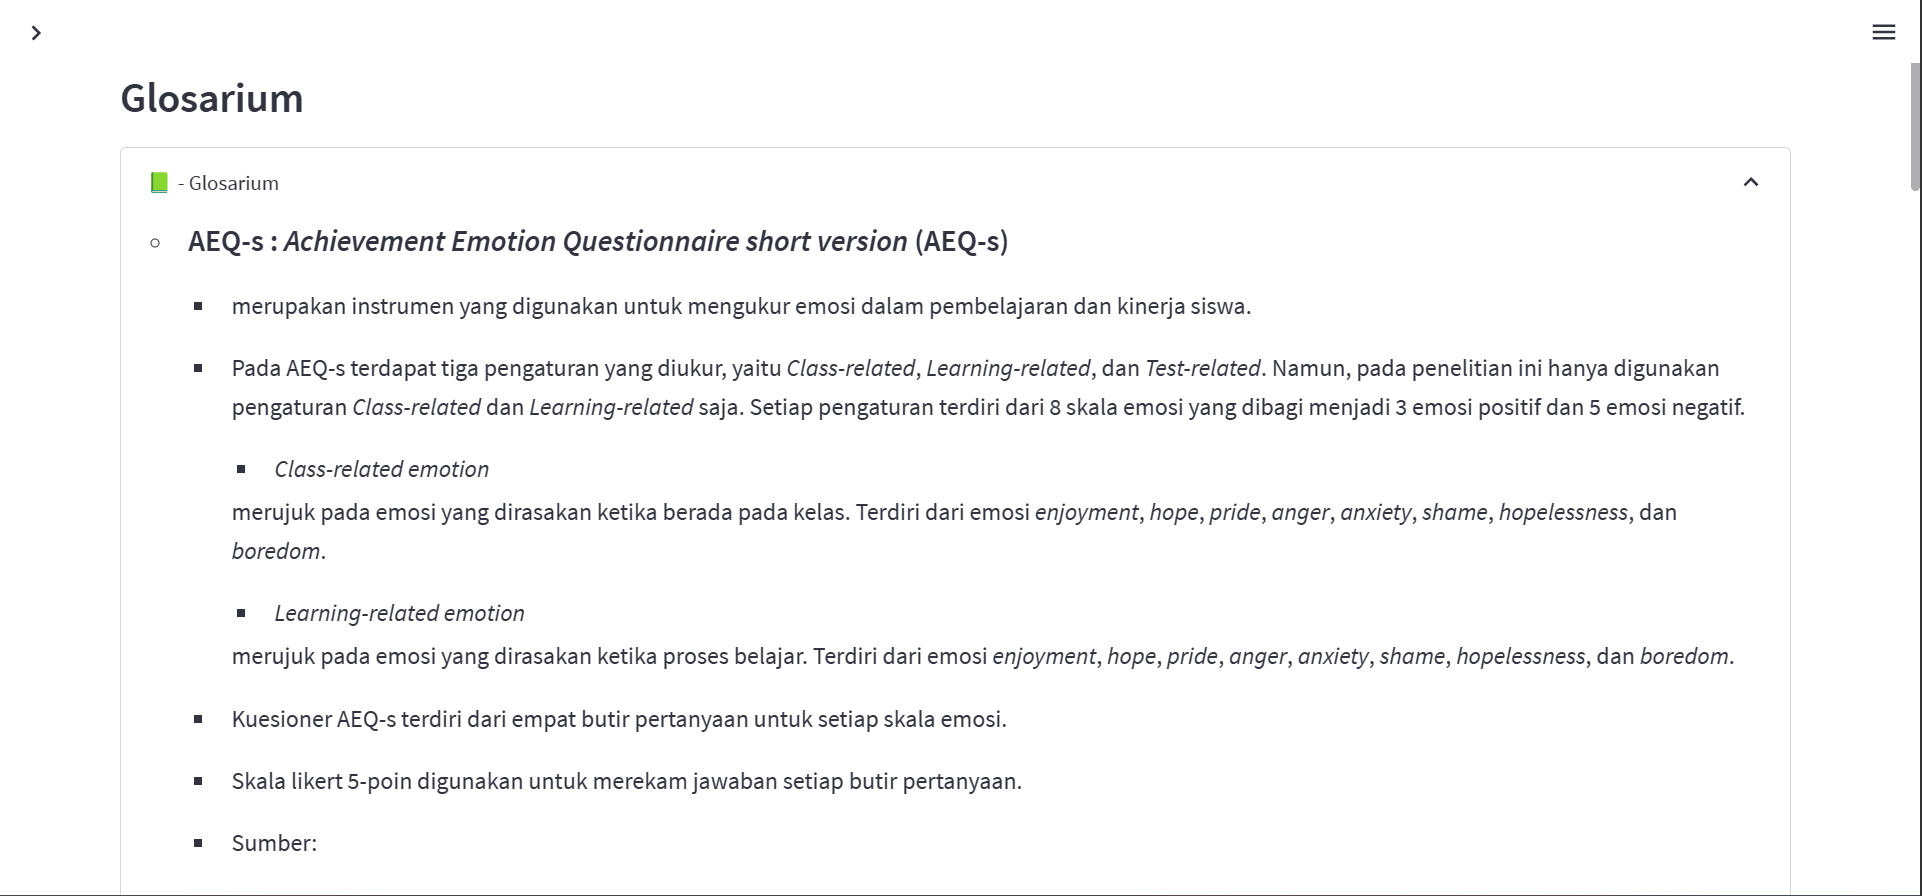 Glosarium
📗 - Glosarium
AEQ-s : Achievement Emotion Questionnaire short version (AEQ-s)
merupakan instrumen yang digunakan untuk mengukur emosi dalam pembelajaran dan kinerja siswa.
Pada AEQ-s terdapat tiga pengaturan yang diukur, yaitu Class-related, Learning-related, dan Test-related. Namun, pada penelitian ini hanya digunakan
pengaturan Class-related dan Learning-related saja. Setiap pengaturan terdiri dari 8 skala emosi yang dibagi menjadi 3 emosi positif dan 5 emosi negatif.
Class-related emotion
merujuk pada emosi yang dirasakan ketika berada pada kelas. Terdiri dari emosi enjoyment, hope, pride, anger, anxiety, shame, hopelessness, dan
boredom.
Learning-related emotion
merujuk pada emosi yang dirasakan ketika proses belajar. Terdiri dari emosi enjoyment, hope, pride, anger, anxiety, shame, hopelessness, dan boredom.
Kuesioner AEQ-s terdiri dari empat butir pertanyaan untuk setiap skala emosi.
Skala likert 5-poin digunakan untuk merekam jawaban setiap butir pertanyaan.
Sumber: